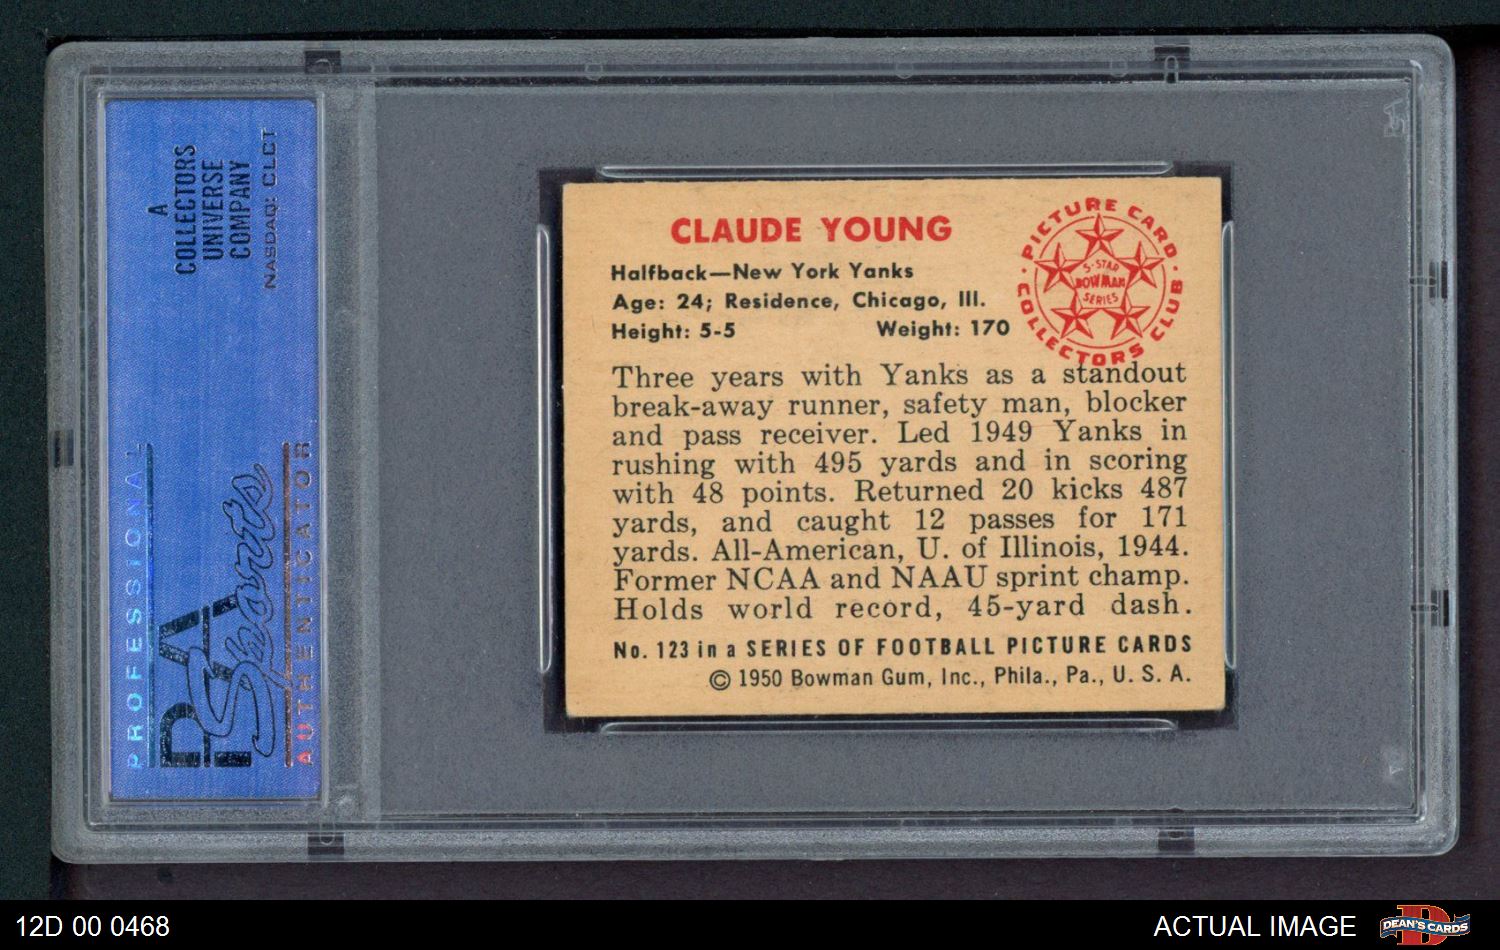 A
COLLECTORS
UNIVERSE
COMPANY
NASDAQ: CLCT
PROFESSIONAL
PSA
Sports
AUTHENTICATOR
CLAUDE YOUNG
Halfback—New York Yanks
Age: 24; Residence, Chicago, Ill.
Height: 5-5 Weight: 170
PICTURE CARD
COLLECTORS CLUB
5-STAR
BOWMAN
SERIES
Three years with Yanks as a standout
break-away runner, safety man, blocker
and pass receiver. Led 1949 Yanks in
rushing with 495 yards and in scoring
with 48 points. Returned 20 kicks 487
yards, and caught 12 passes for 171
yards. All-American, U. of Illinois, 1944.
Former NCAA and NAAU sprint champ.
Holds world record, 45-yard dash.
No. 123 in a SERIES OF FOOTBALL PICTURE CARDS
© 1950 Bowman Gum, Inc., Phila., Pa., U. S. A.
12D 00 0468
ACTUAL IMAGE
D
DEAN'S CARDS